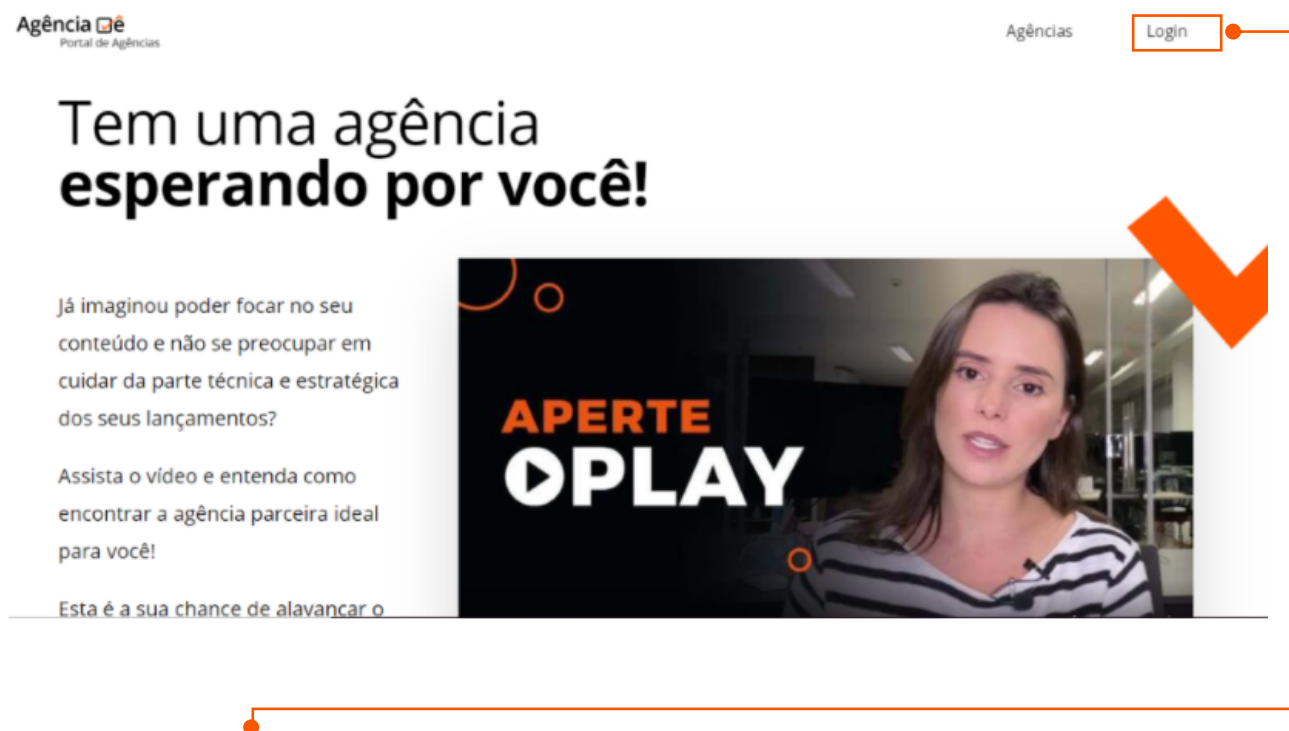 Agência ê
Portal de Agências
Agências
Login
Tem uma agência
esperando por você!
Já imaginou poder focar no seu
conteúdo e não se preocupar em
cuidar da parte técnica e estratégica
dos seus lançamentos?
Assista o vídeo e entenda como
encontrar a agência parceira ideal
para você!
Esta é a sua chance de alavancar o
APERTE
PLAY